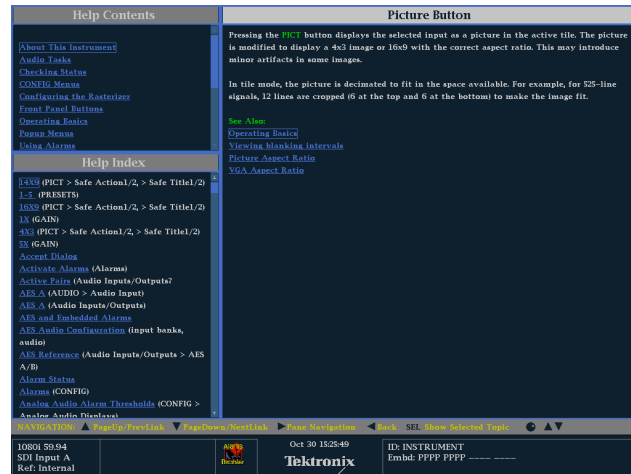 Help Contents
About This Instrument
Audio Tasks
Checking Status
CONFIG Menus
Configuring the Rasterizer
Front Panel Buttons
Operating Basics
Popup Menus
Using Alarms
Help Index
14X9 (PICT > Safe Action1/2, > Safe Title1/2)
1-5 (PRESETS)
16X9 (PICT > Safe Action1/2, > Safe Title1/2)
1X (GAIN)
4X3 (PICT > Safe Action1/2, > Safe Title1/2)
5X (GAIN)
Accept Dialog
Activate Alarms (Alarms)
Active Pairs (Audio Inputs/Outputs?
AES A (AUDIO > Audio Input)
AES A (Audio Inputs/Outputs)
AES and Embedded Alarms
AES Audio Configuration (input banks,
audio)
AES Reference (Audio Inputs/Outputs > AES
A/B)
Alarm Status
Alarms (CONFIG)
Analog Audio Alarm Thresholds (CONFIG >
Analog Audio Displays)
Picture Button
Pressing the PICT button displays the selected input as a picture in the active tile. The picture
is modified to display a 4x3 image or 16x9 with the correct aspect ratio. This may introduce
minor artifacts in some images.
In tile mode, the picture is decimated to fit in the space available. For example, for 525-line
signals, 12 lines are cropped (6 at the top and 6 at the bottom) to make the image fit.
See Also:
Operating Basics
Viewing blanking intervals
Picture Aspect Ratio
VGA Aspect Ratio
NAVIGATION: ▲ PageUp/PrevLink ▼ PageDown/NextLink ▶ Pane Navigation ◀ Back SEL Show Selected Topic ▲▼
1080i 59.94
SDI Input A
Ref: Internal
Alarms
Oct 30 15:25:49
Tektronix
ID: INSTRUMENT
Embd: PPPP PPPP ---- ----